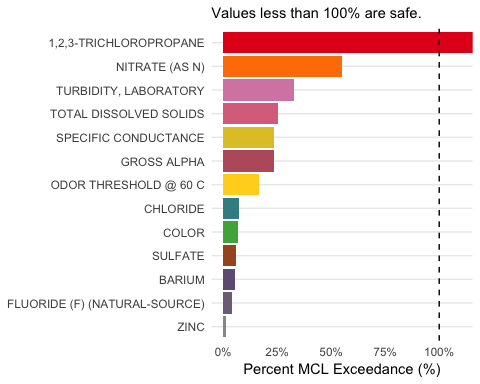 Values less than 100% are safe.
1,2,3-TRICHLOROPROPANE
NITRATE (AS N)
TURBIDITY, LABORATORY
TOTAL DISSOLVED SOLIDS
SPECIFIC CONDUCTANCE
GROSS ALPHA
ODOR THRESHOLD @ 60 C
CHLORIDE
COLOR
SULFATE
BARIUM
FLUORIDE (F) (NATURAL-SOURCE)
ZINC
0% 25% 50% 75% 100%
Percent MCL Exceedance (%)